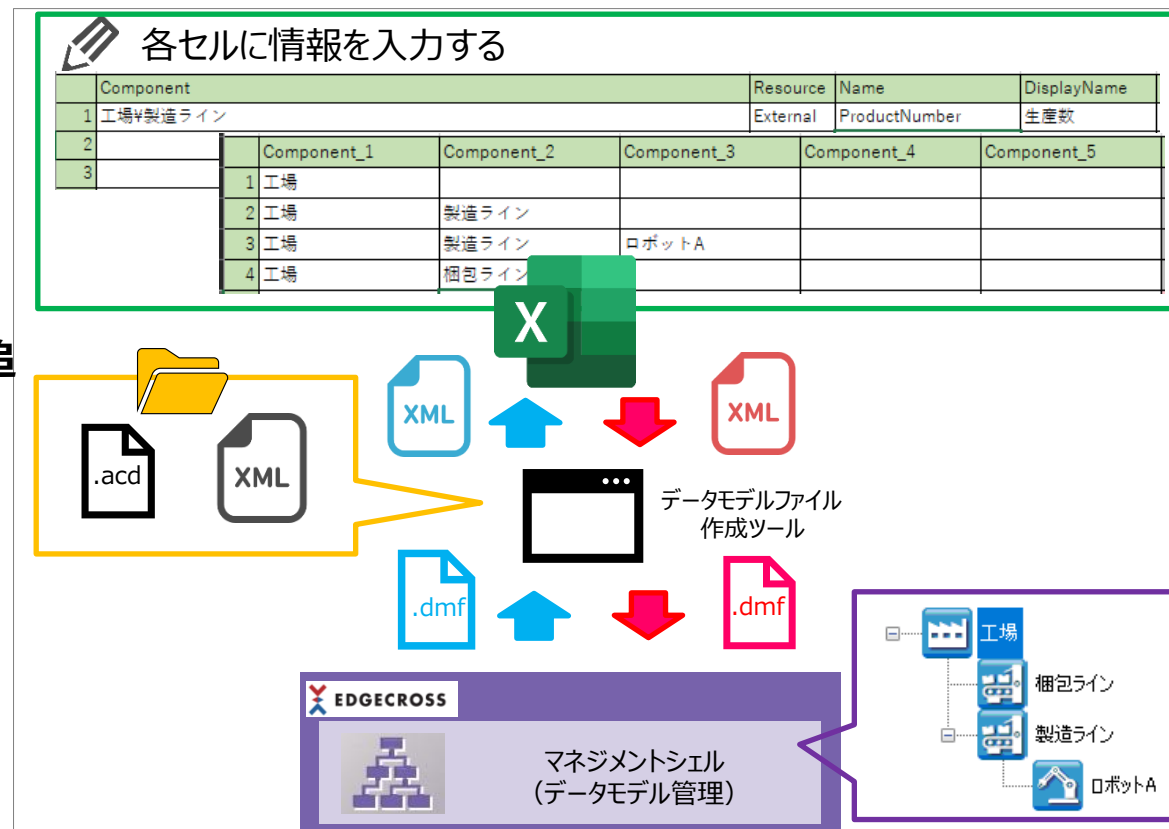 各セルに情報を入力する
Component Resource Name DisplayName
1 工場¥製造ライン External ProductNumber 生産数
2
3
Component_1 Component_2 Component_3 Component_4 Component_5
1 工場
2 工場 製造ライン
3 工場 製造ライン ロボットA
4 工場 梱包ライン
X
追
XML
XML
.acd
XML
データモデルファイル
作成ツール
.dmf
.dmf
EDGECROSS
マネジメントシェル
（データモデル管理）
工場
梱包ライン
製造ライン
ロボットA